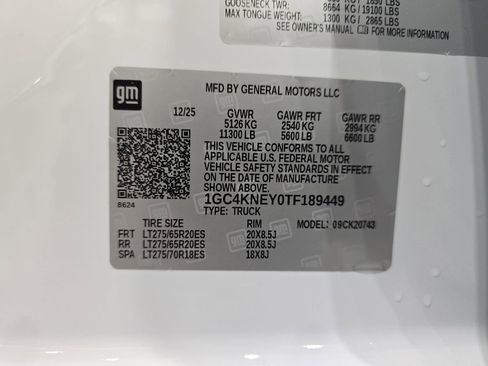 GOOSENECK TWR: 8664 KG / 19100 LBS
MAX TONGUE WEIGHT: 1300 KG / 2865 LBS
SEE OWNER'S MANUAL FOR MORE INFORMATION
gm
MFD BY GENERAL MOTORS LLC
12/25 GVWR GAWR FRT GAWR RR
5126 KG 2540 KG 2994 KG
11300 LB 5600 LB 6600 LB
THIS VEHICLE CONFORMS TO ALL
APPLICABLE U.S. FEDERAL MOTOR
VEHICLE SAFETY STANDARDS IN EFFECT
ON THE DATE OF MANUFACTURE
SHOWN ABOVE.
1GC4KNEY0TF189449
8624
TYPE: TRUCK
TIRE SIZE RIM MODEL: 09CK20743
FRT LT275/65R20ES 20X8.5J
RR LT275/65R20ES 20X8.5J
SPA LT275/70R18ES 18X8J